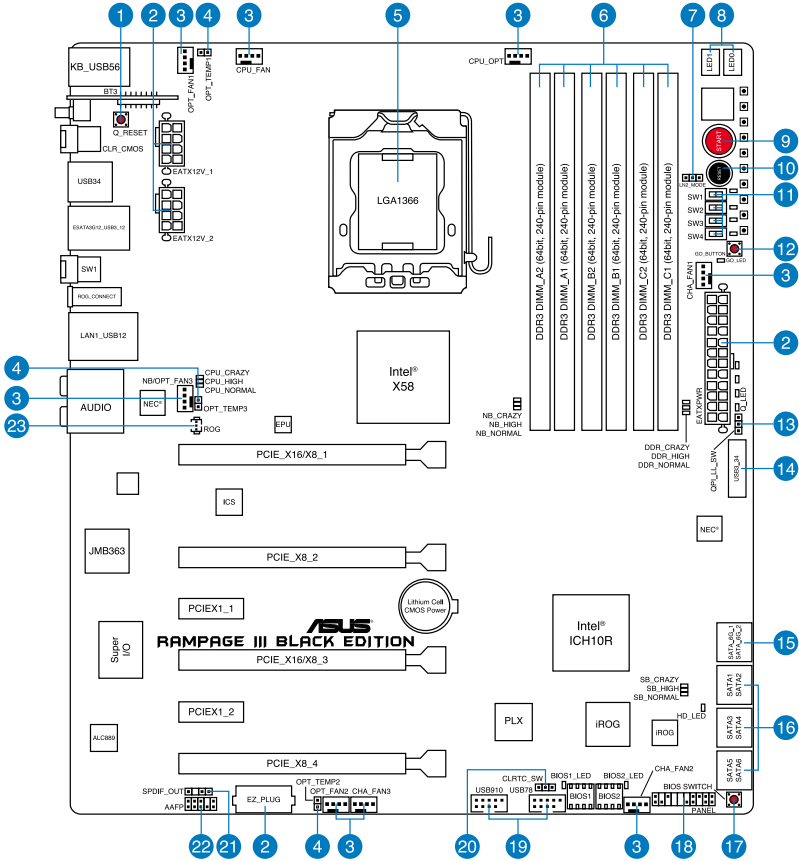 1
2
3
4
3
5
3
6
7
8
KB_USB56
BT3
OPT_FAN1
OPT_TEMP1
CPU_FAN
CPU_OPT
LED1
LED0
Q_RESET
CLR_CMOS
EATX12V_1
START
9
RESET
10
USB34
LGA1366
DDR3 DIMM_A2 (64bit, 240-pin module)
DDR3 DIMM_A1 (64bit, 240-pin module)
DDR3 DIMM_B2 (64bit, 240-pin module)
DDR3 DIMM_B1 (64bit, 240-pin module)
DDR3 DIMM_C2 (64bit, 240-pin module)
DDR3 DIMM_C1 (64bit, 240-pin module)
LN2_MODE
SW1
SW2
SW3
SW4
11
2
ESATA3G12_USB3_12
EATX12V_2
GO_BUTTON
GO_LED
12
SW1
CHA_FAN1
3
ROG_CONNECT
LAN1_USB12
2
4
CPU_CRAZY
CPU_HIGH
CPU_NORMAL
NB/OPT_FAN3
3
AUDIO
NEC®
OPT_TEMP3
23
ROG
EPU
Intel®
X58
NB_CRAZY
NB_HIGH
NB_NORMAL
EATXPWR
Q_LED
13
DDR_CRAZY
DDR_HIGH
DDR_NORMAL
QPI_LL_SW
USB3_34
14
PCIE_X16/X8_1
ICS
NEC®
JMB363
PCIE_X8_2
PCIEX1_1
Lithium Cell
CMOS Power
ASUS
RAMPAGE III BLACK EDITION
Super
I/O
PCIE_X16/X8_3
Intel®
ICH10R
SATA_6G_1
SATA_6G_2
15
SB_CRAZY
SB_HIGH
SB_NORMAL
SATA1
SATA2
HD_LED
PCIEX1_2
PLX
iROG
iROG
SATA3
SATA4
16
ALC889
PCIE_X8_4
SATA5
SATA6
SPDIF_OUT
AAFP
EZ_PLUG
OPT_TEMP2
OPT_FAN2
CHA_FAN3
CLRTC_SW
USB910
USB78
BIOS1_LED
BIOS2_LED
BIOS1
BIOS2
CHA_FAN2
BIOS SWITCH
PANEL
22
21
2
4
3
20
19
3
18
17